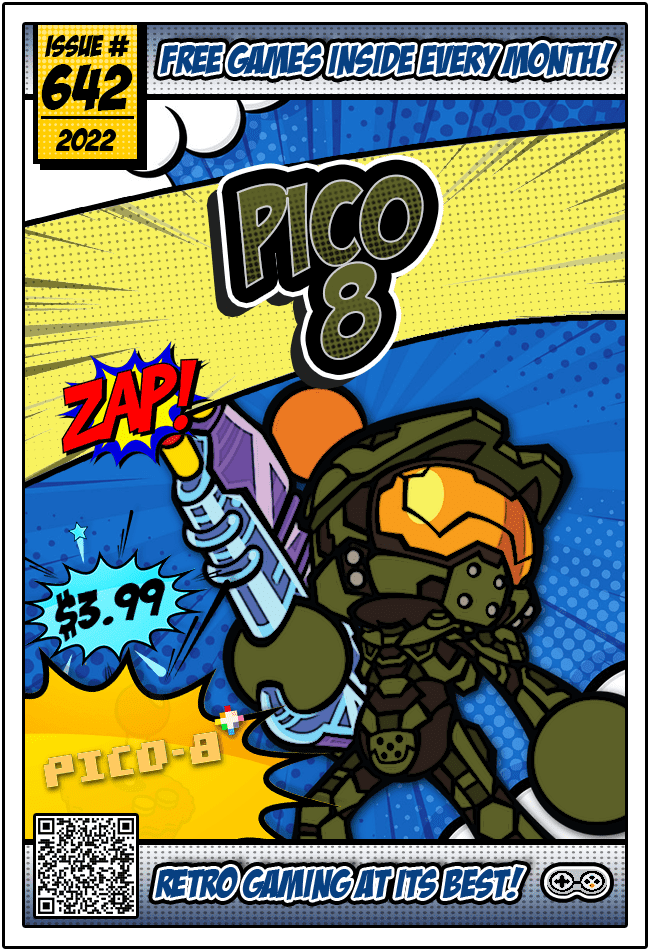 ISSUE #
642
2022
FREE GAMES INSIDE EVERY MONTH!
PICO
8
ZAP!
$3.99
PICO-8
RETRO GAMING AT ITS BEST!